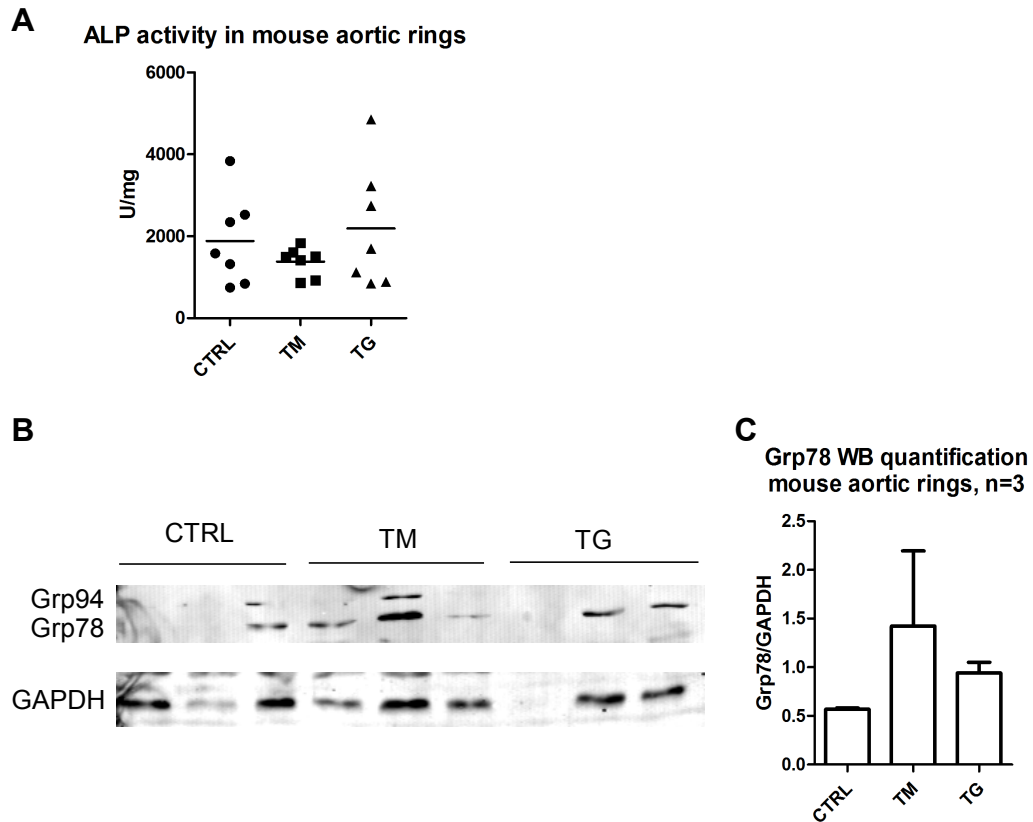 A
ALP activity in mouse aortic rings
6000
4000
2000
0
U/mg
CTRL
TM
TG
B
CTRL
TM
TG
Grp94
Grp78
GAPDH
C
Grp78 WB quantification
mouse aortic rings, n=3
2.5
2.0
1.5
1.0
0.5
0.0
Grp78/GAPDH
CTRL
TM
TG